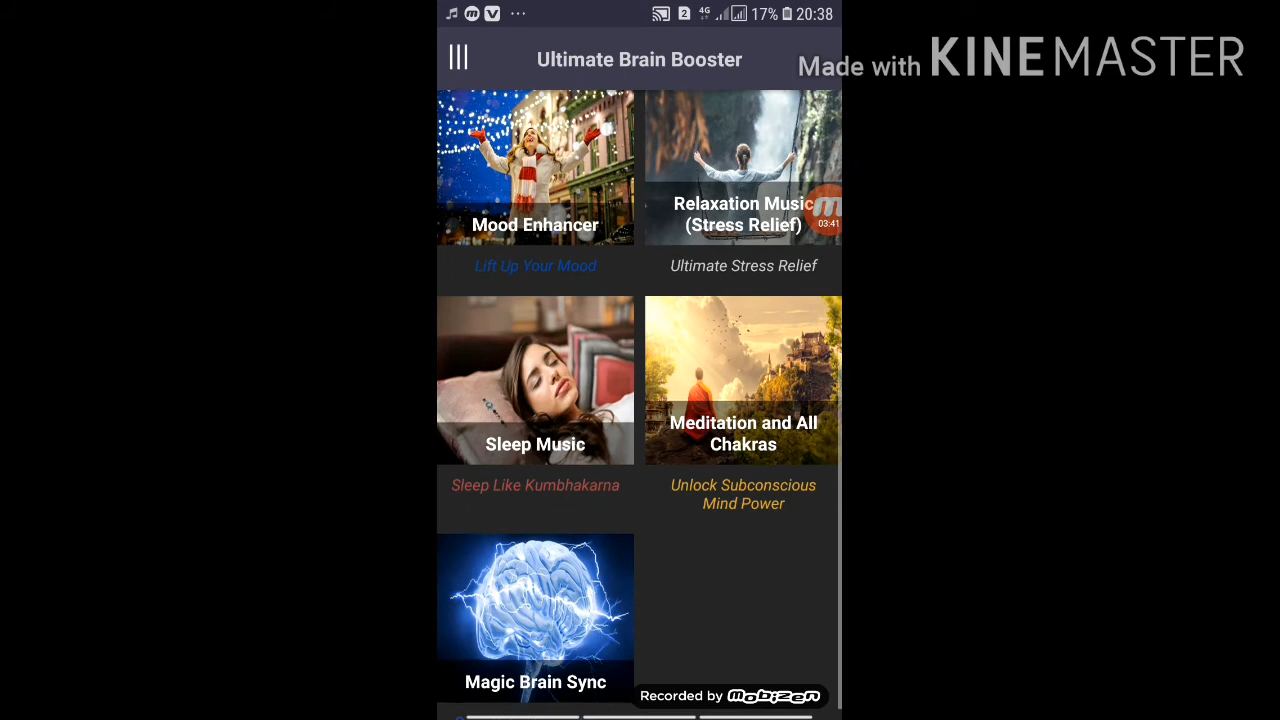 17% 20:38
4G
2
Ultimate Brain Booster
Made with KINEMASTER
Mood Enhancer
Lift Up Your Mood
Relaxation Music
(Stress Relief)
03:41
Ultimate Stress Relief
Sleep Music
Sleep Like Kumbhakarna
Meditation and All
Chakras
Unlock Subconscious
Mind Power
Magic Brain Sync
Recorded by mobizen